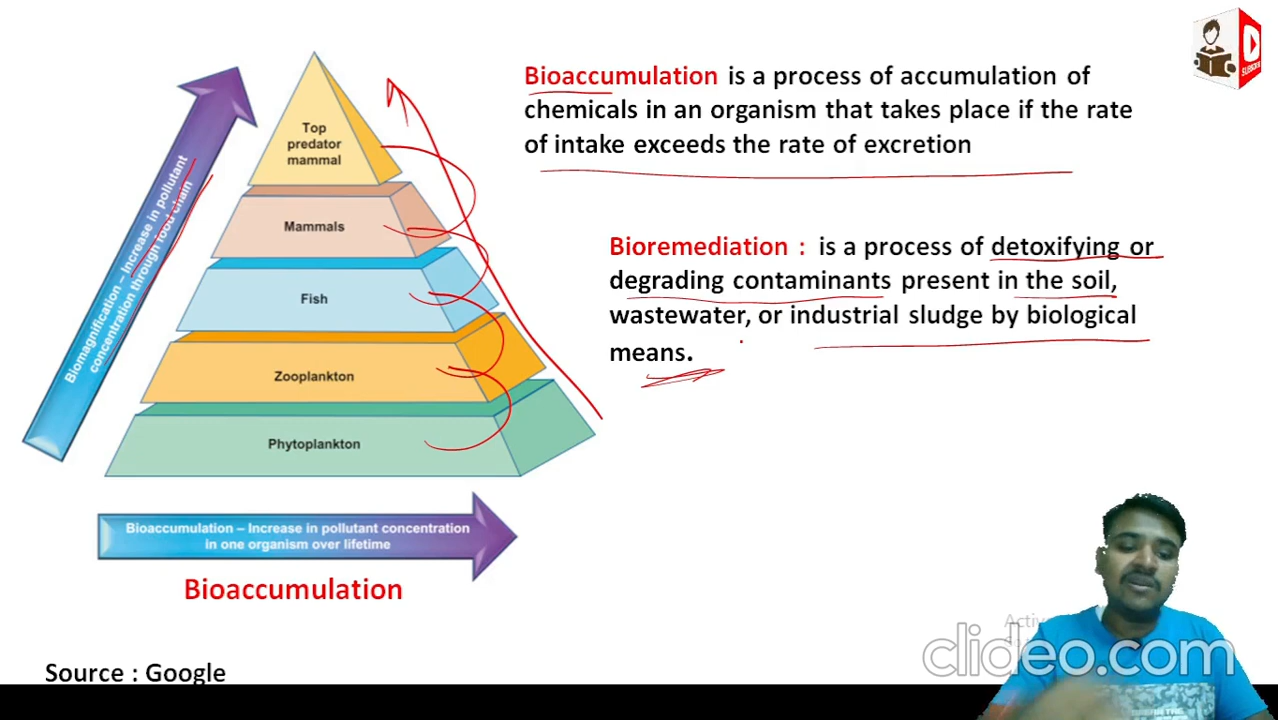 Bioaccumulation is a process of accumulation of
chemicals in an organism that takes place if the rate
of intake exceeds the rate of excretion
Bioremediation : is a process of detoxifying or
degrading contaminants present in the soil,
wastewater, or industrial sludge by biological
means.
Top
predator
mammal
Mammals
Fish
Zooplankton
Phytoplankton
Biomagnification – Increase in pollutant
concentration through food chain
Bioaccumulation – Increase in pollutant concentration
in one organism over lifetime
Bioaccumulation
Source : Google
clideo.com